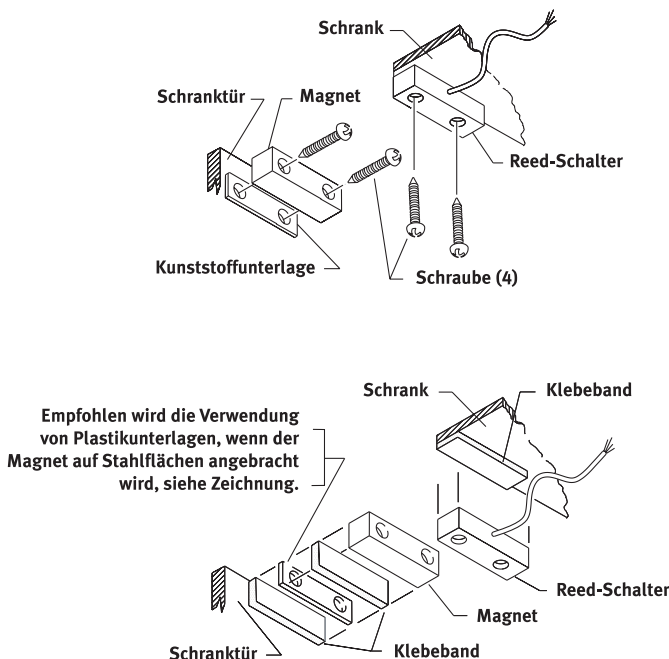 Schrank
Schranktür
Magnet
Reed-Schalter
Kunststoffunterlage
Schraube (4)
Schrank
Klebeband
Empfohlen wird die Verwendung
von Plastikunterlagen, wenn der
Magnet auf Stahlflächen angebracht
wird, siehe Zeichnung.
Reed-Schalter
Magnet
Schranktür
Klebeband